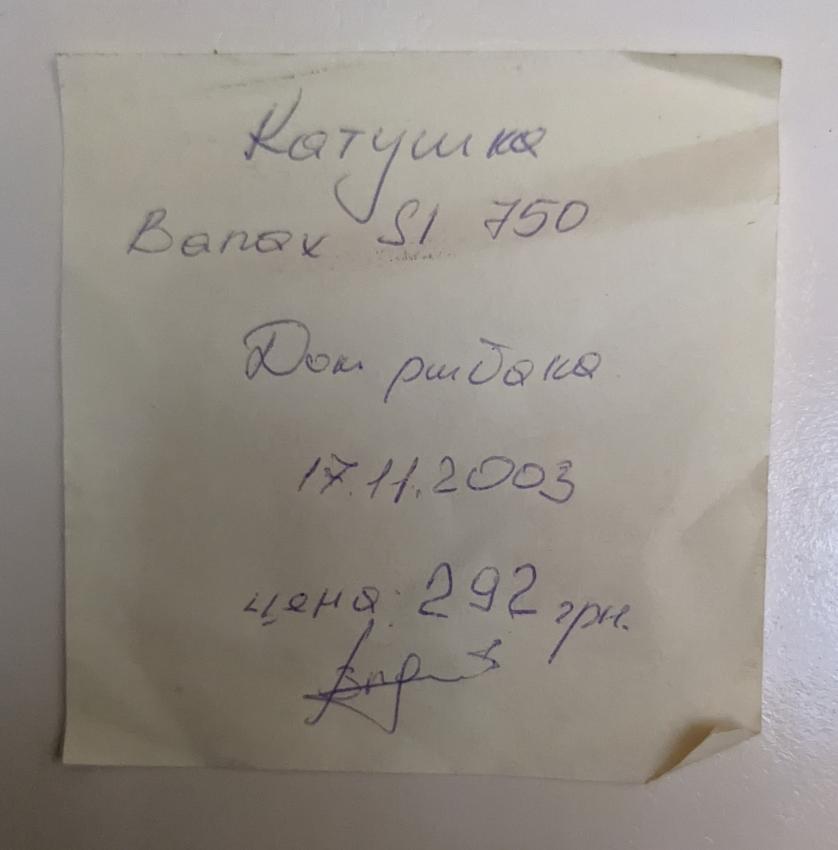 Катушка
Banax SI 750
Дом рыбака
17.11.2003
цена: 292 грн.